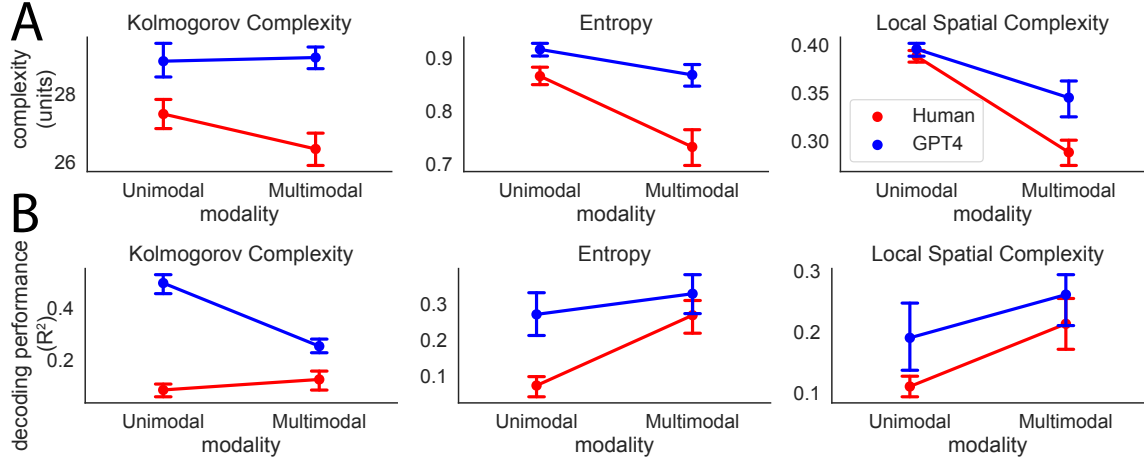 A
Kolmogorov Complexity
Entropy
Local Spatial Complexity
complexity
(units)
28
26
0.9
0.8
0.7
0.40
0.35
0.30
Human
GPT4
Unimodal
Multimodal
modality
Unimodal
Multimodal
modality
Unimodal
Multimodal
modality
B
Kolmogorov Complexity
Entropy
Local Spatial Complexity
decoding performance
(R²)
0.4
0.2
0.3
0.2
0.1
0.3
0.2
0.1
Unimodal
Multimodal
modality
Unimodal
Multimodal
modality
Unimodal
Multimodal
modality